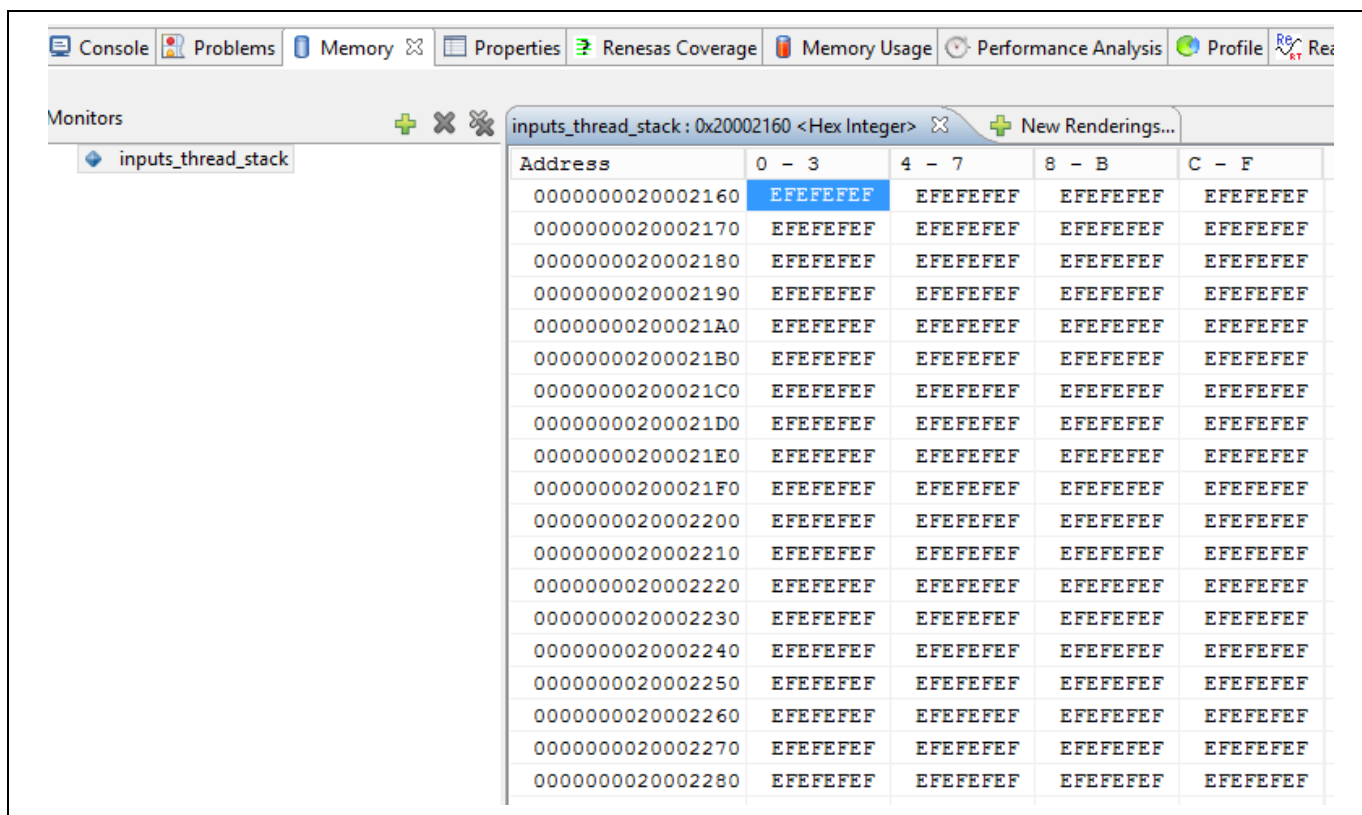 Console Problems Memory Properties Renesas Coverage Memory Usage Performance Analysis Profile Rea
Monitors
inputs_thread_stack : 0x20002160 <Hex Integer> New Renderings...
inputs_thread_stack
Address 0 - 3 4 - 7 8 - B C - F
0000000020002160 EFEFEFEF EFEFEFEF EFEFEFEF EFEFEFEF
0000000020002170 EFEFEFEF EFEFEFEF EFEFEFEF EFEFEFEF
0000000020002180 EFEFEFEF EFEFEFEF EFEFEFEF EFEFEFEF
0000000020002190 EFEFEFEF EFEFEFEF EFEFEFEF EFEFEFEF
00000000200021A0 EFEFEFEF EFEFEFEF EFEFEFEF EFEFEFEF
00000000200021B0 EFEFEFEF EFEFEFEF EFEFEFEF EFEFEFEF
00000000200021C0 EFEFEFEF EFEFEFEF EFEFEFEF EFEFEFEF
00000000200021D0 EFEFEFEF EFEFEFEF EFEFEFEF EFEFEFEF
00000000200021E0 EFEFEFEF EFEFEFEF EFEFEFEF EFEFEFEF
00000000200021F0 EFEFEFEF EFEFEFEF EFEFEFEF EFEFEFEF
0000000020002200 EFEFEFEF EFEFEFEF EFEFEFEF EFEFEFEF
0000000020002210 EFEFEFEF EFEFEFEF EFEFEFEF EFEFEFEF
0000000020002220 EFEFEFEF EFEFEFEF EFEFEFEF EFEFEFEF
0000000020002230 EFEFEFEF EFEFEFEF EFEFEFEF EFEFEFEF
0000000020002240 EFEFEFEF EFEFEFEF EFEFEFEF EFEFEFEF
0000000020002250 EFEFEFEF EFEFEFEF EFEFEFEF EFEFEFEF
0000000020002260 EFEFEFEF EFEFEFEF EFEFEFEF EFEFEFEF
0000000020002270 EFEFEFEF EFEFEFEF EFEFEFEF EFEFEFEF
0000000020002280 EFEFEFEF EFEFEFEF EFEFEFEF EFEFEFEF